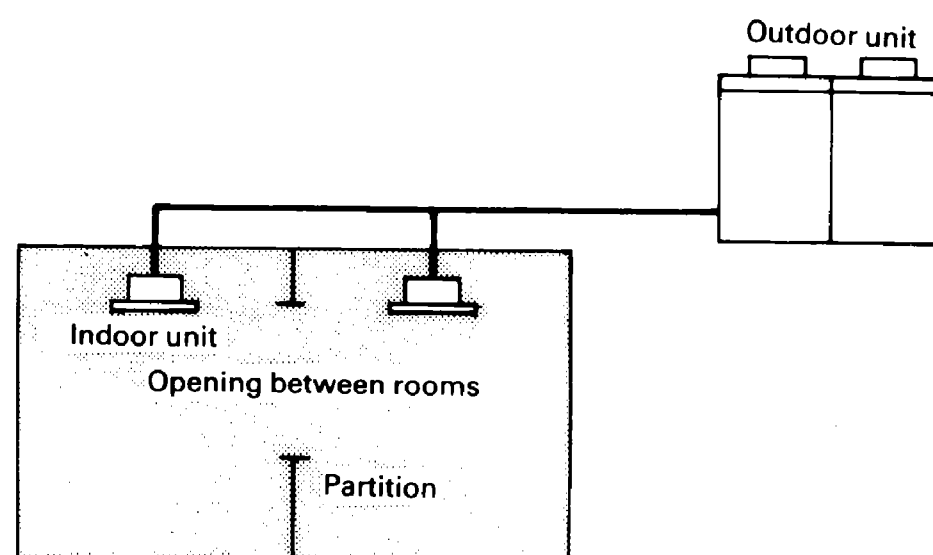 Outdoor unit
Indoor unit
Opening between rooms
Partition